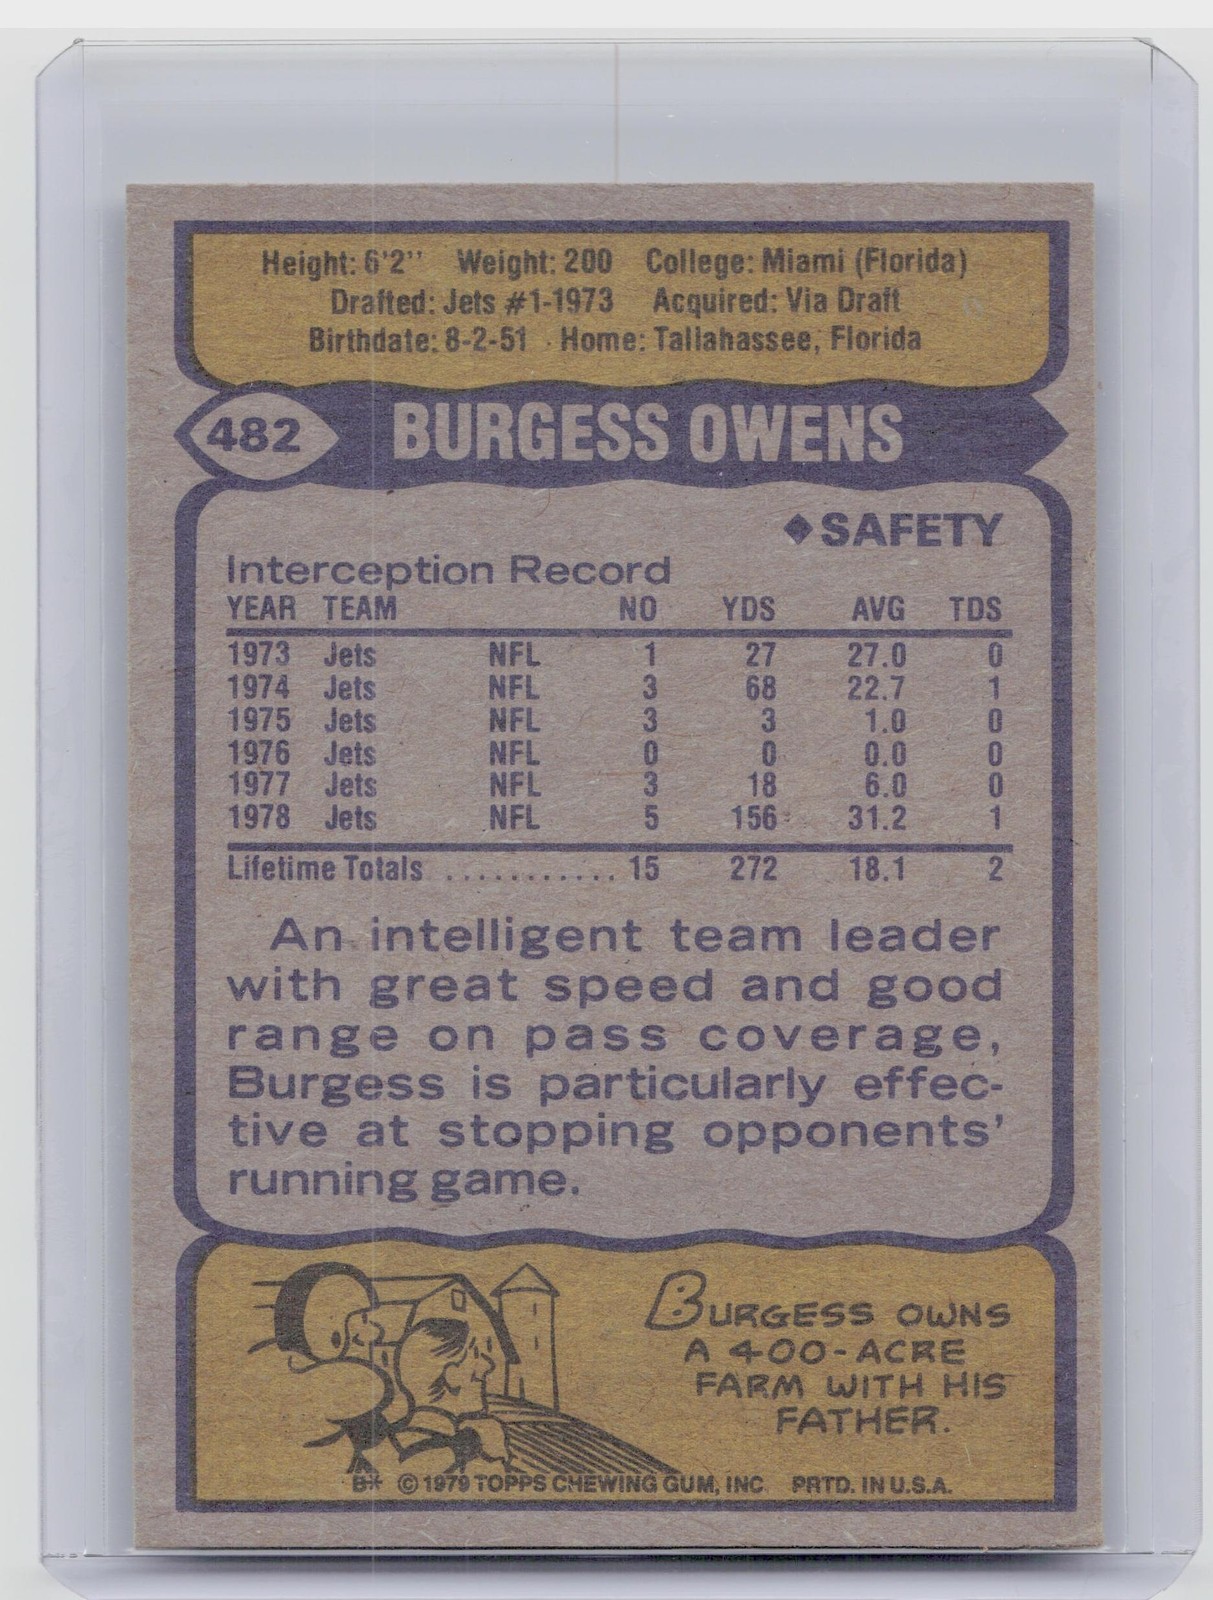 Height: 6'2" Weight: 200 College: Miami (Florida)
Drafted: Jets #1-1973 Acquired: Via Draft
Birthdate: 8-2-51 Home: Tallahassee, Florida
482 BURGESS OWENS
◆SAFETY
Interception Record
YEAR TEAM NO YDS AVG TDS
1973 Jets NFL 1 27 27.0 0
1974 Jets NFL 3 68 22.7 1
1975 Jets NFL 3 3 1.0 0
1976 Jets NFL 0 0 0.0 0
1977 Jets NFL 3 18 6.0 0
1978 Jets NFL 5 156 31.2 1
Lifetime Totals ........... 15 272 18.1 2
An intelligent team leader
with great speed and good
range on pass coverage,
Burgess is particularly effec-
tive at stopping opponents'
running game.
BURGESS OWNS
A 400-ACRE
FARM WITH HIS
FATHER.
B* © 1979 TOPPS CHEWING GUM, INC. PRTD. IN U.S.A.